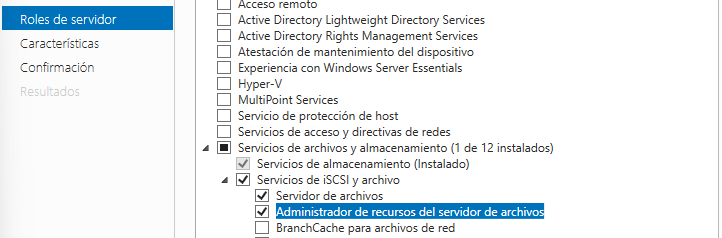 Roles de servidor
Características
Confirmación
Resultados
Acceso remoto
Active Directory Lightweight Directory Services
Active Directory Rights Management Services
Atestación de mantenimiento del dispositivo
Experiencia con Windows Server Essentials
Hyper-V
MultiPoint Services
Servicio de protección de host
Servicios de acceso y directivas de redes
Servicios de archivos y almacenamiento (1 de 12 instalados)
Servicios de almacenamiento (Instalado)
Servicios de iSCSI y archivo
Servidor de archivos
Administrador de recursos del servidor de archivos
BranchCache para archivos de red